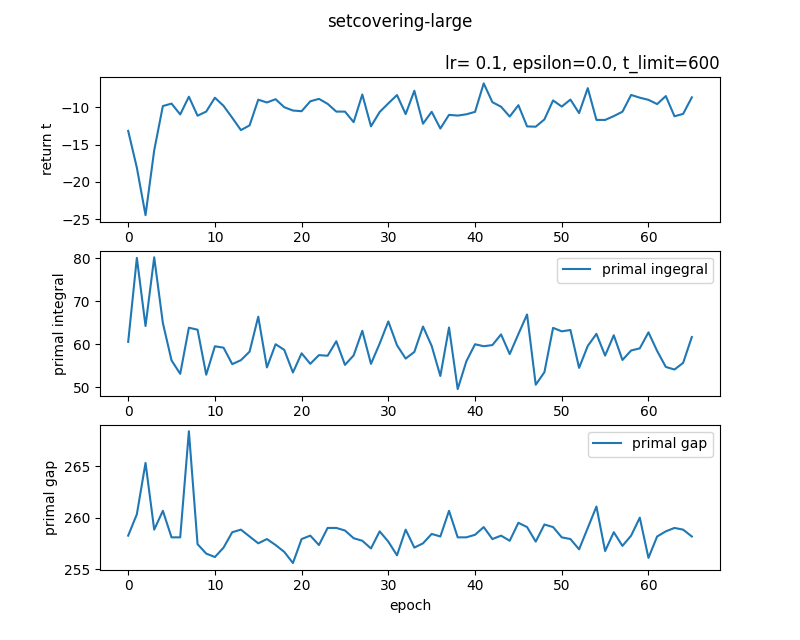 setcovering-large
lr= 0.1, epsilon=0.0, t_limit=600
return t
−10
−15
−20
−25
0 10 20 30 40 50 60
primal integral
80
70
60
50
primal ingegral
0 10 20 30 40 50 60
primal gap
265
260
255
primal gap
0 10 20 30 40 50 60
epoch